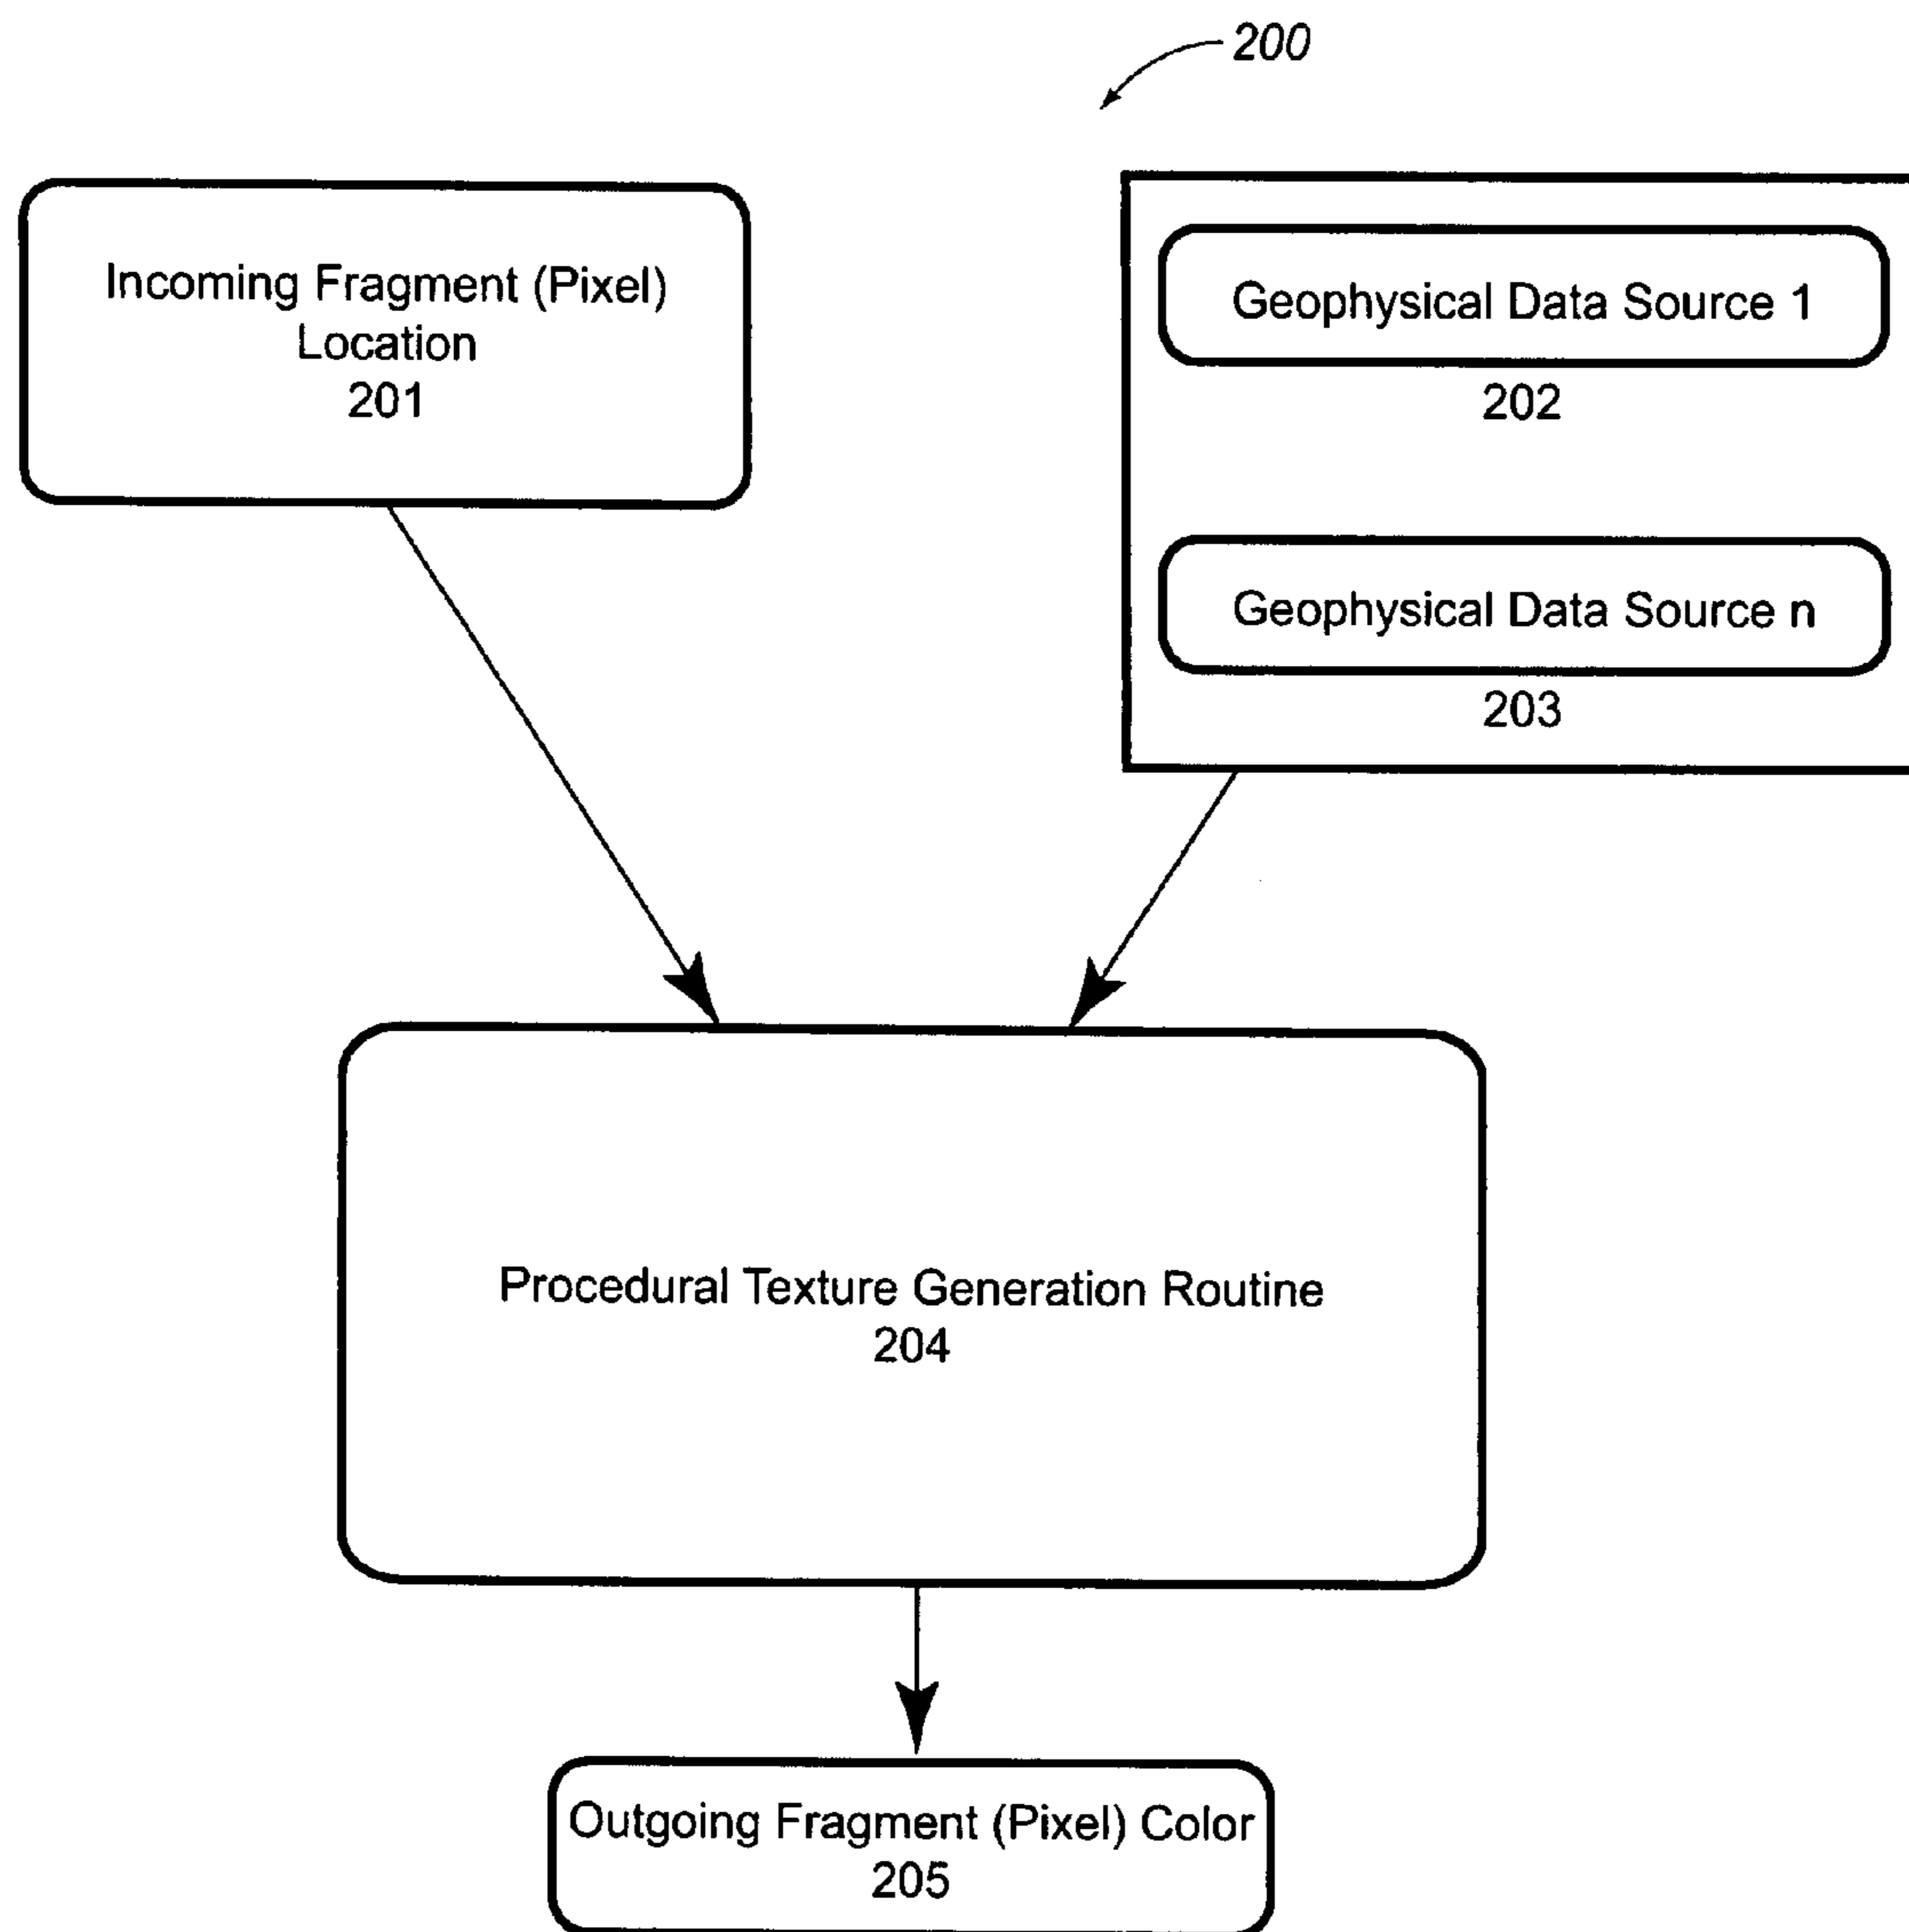 200
Incoming Fragment (Pixel)
Location
201
Geophysical Data Source 1
202
Geophysical Data Source n
203
Procedural Texture Generation Routine
204
Outgoing Fragment (Pixel) Color
205